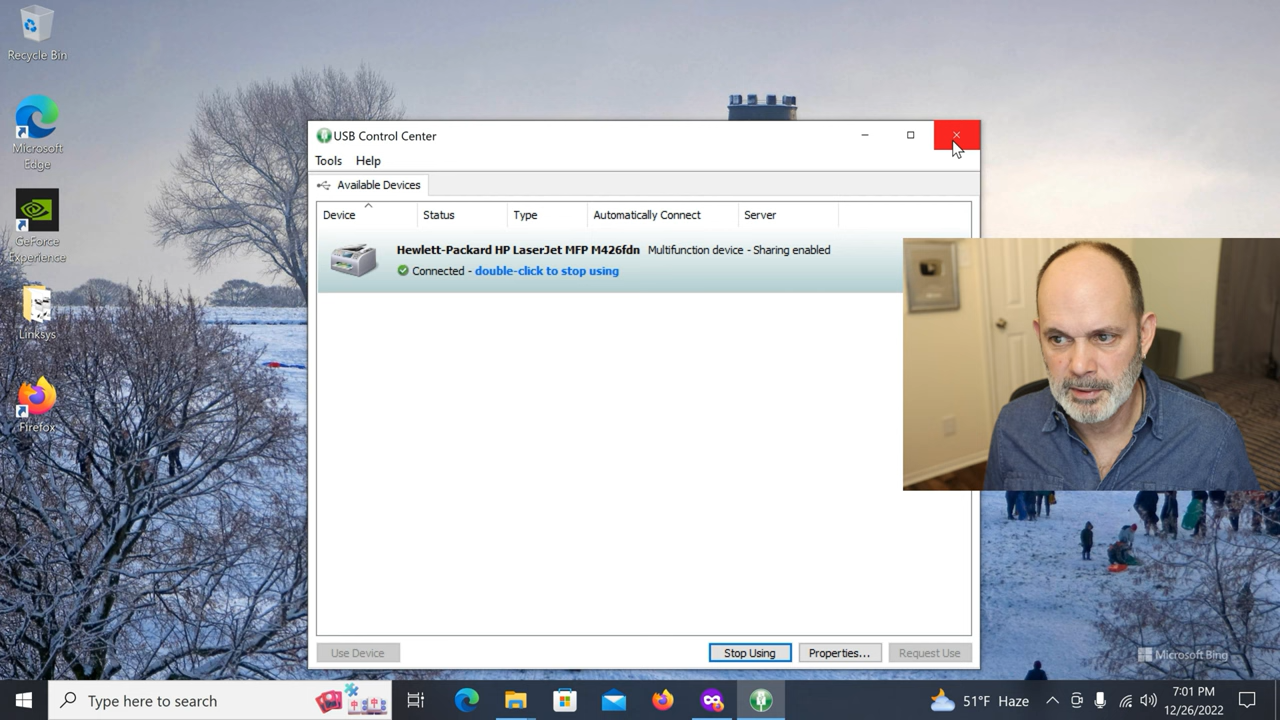 Recycle Bin
Microsoft
Edge
GeForce
Experience
Linksys
Firefox
USB Control Center
Tools Help
Available Devices
Device Status Type Automatically Connect Server
Hewlett-Packard HP LaserJet MFP M426fdn Multifunction device - Sharing enabled
Connected - double-click to stop using
Use Device Stop Using Properties... Request Use
Microsoft Bing
Type here to search
51°F Haze
7:01 PM
12/26/2022